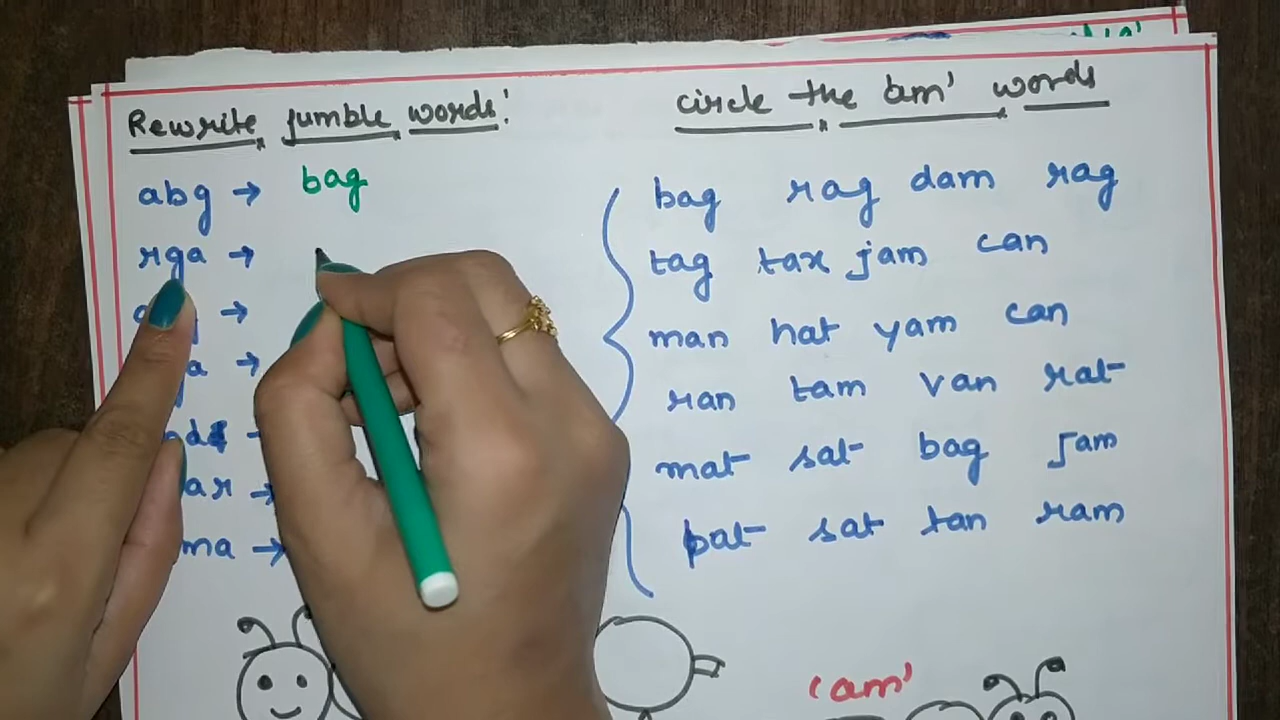 Rewrite jumble words:
abg → bag
rga →
circle the 'am' words
bag rag dam rag
tag tax jam can
man hat yam can
ran tam van rat
mat sat bag jam
pat sat tan ram
'am'